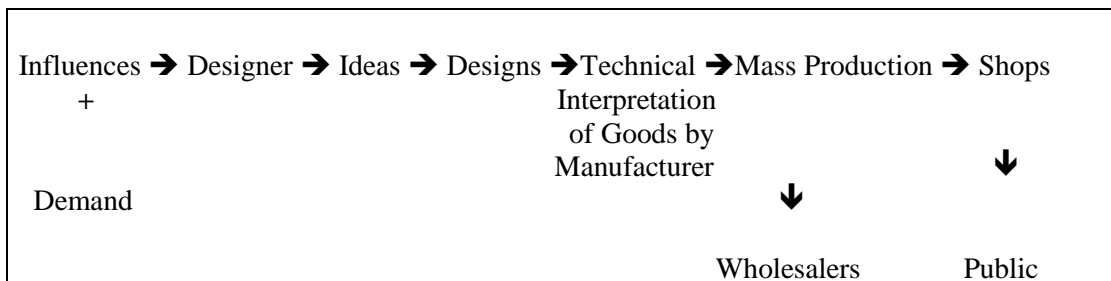 Influences ➔ Designer ➔ Ideas ➔ Designs ➔Technical ➔Mass Production ➔ Shops
+ Interpretation
of Goods by
Manufacturer
Demand
Wholesalers Public